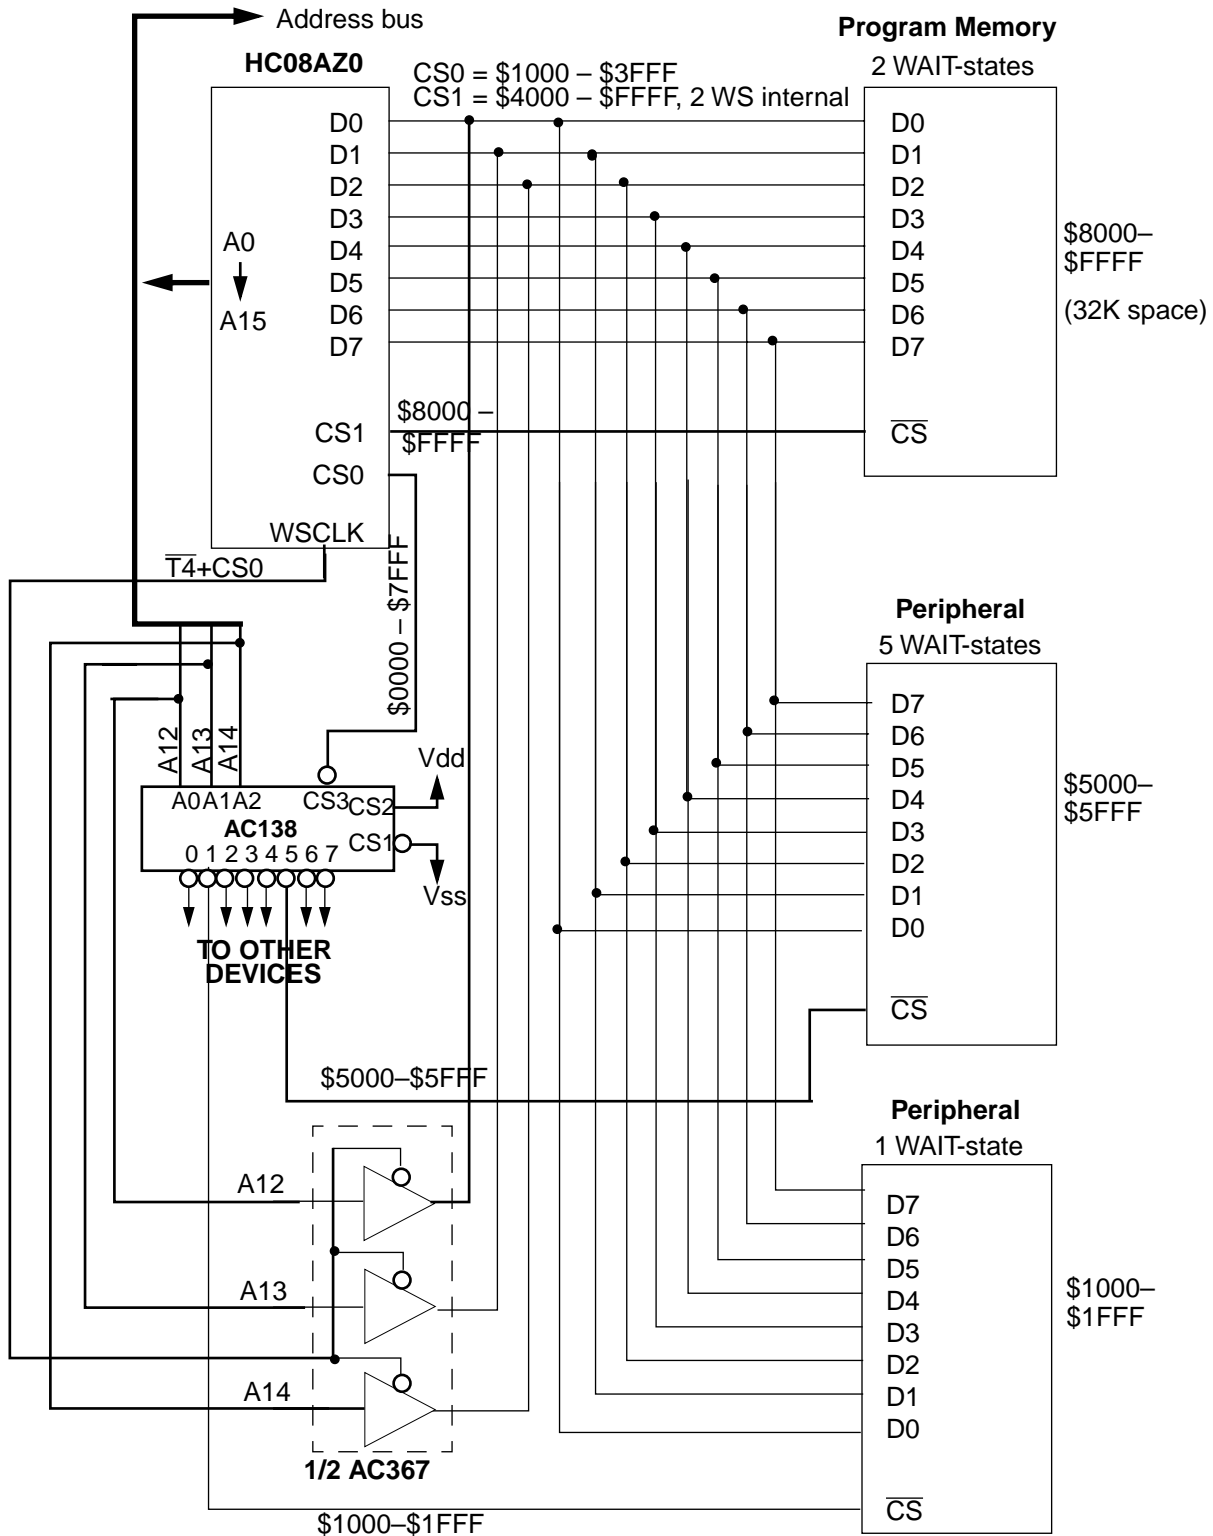 Address bus
HC08AZ0
CS0 = $1000 – $3FFF
CS1 = $4000 – $FFFF, 2 WS internal
Program Memory
2 WAIT-states
D0
D1
D2
D3
D4
D5
D6
D7
A0
A15
CS1
CS0
WSCLK
D0
D1
D2
D3
D4
D5
D6
D7
CS
$8000–
$FFFF
(32K space)
$8000 –
$FFFF
T4+CS0
$0000 – $7FFF
A12
A13
A14
Vdd
A0 A1 A2
CS3
CS2
AC138
CS1
0 1 2 3 4 5 6 7
Vss
TO OTHER
DEVICES
Peripheral
5 WAIT-states
D7
D6
D5
D4
D3
D2
D1
D0
CS
$5000–
$5FFF
$5000–$5FFF
Peripheral
1 WAIT-state
D7
D6
D5
D4
D3
D2
D1
D0
CS
$1000–
$1FFF
A12
A13
A14
1/2 AC367
$1000–$1FFF